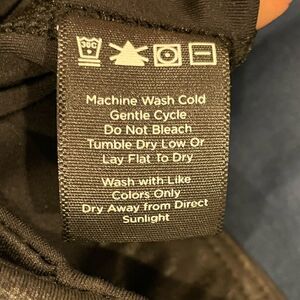 30C
Machine Wash Cold
Gentle Cycle
Do Not Bleach
Tumble Dry Low Or
Lay Flat To Dry
Wash with Like
Colors Only
Dry Away from Direct
Sunlight